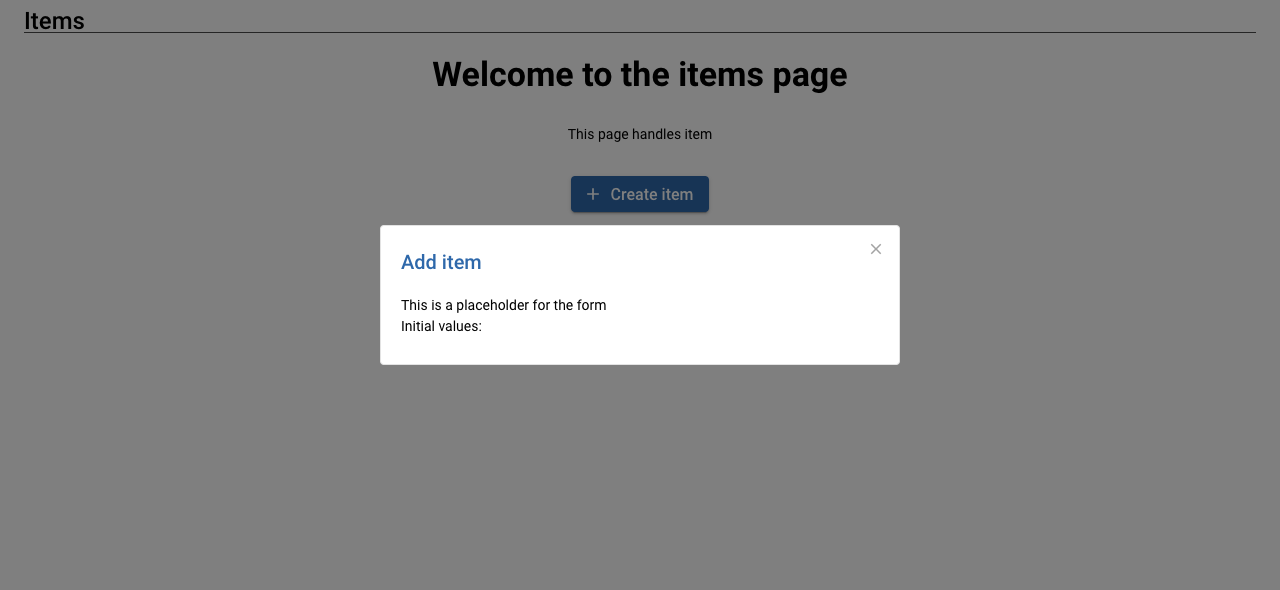 Items
Welcome to the items page
This page handles item
Create item
Add item
This is a placeholder for the form
Initial values: